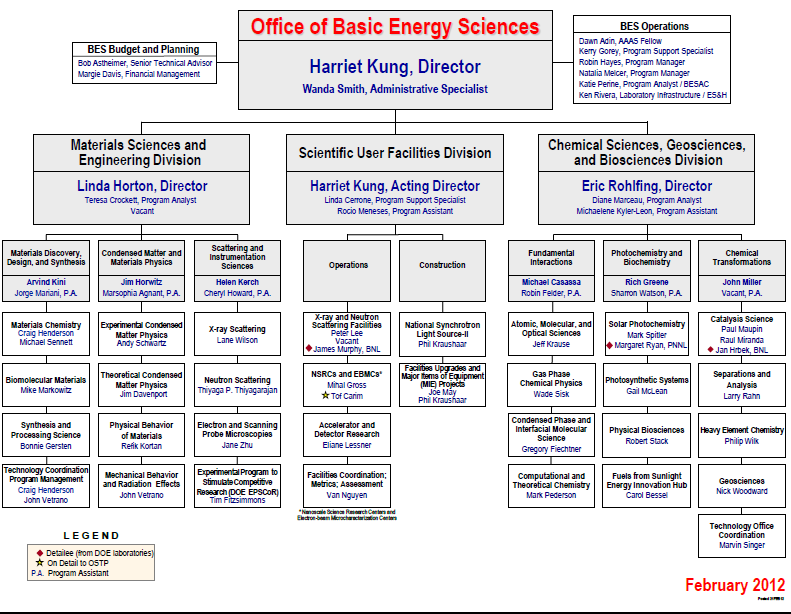 Office of Basic Energy Sciences
Harriet Kung, Director
Wanda Smith, Administrative Specialist
BES Budget and Planning
Bob Astheimer, Senior Technical Advisor
Margie Davis, Financial Management
BES Operations
Dawn Adin, AAAS Fellow
Kerry Gorey, Program Support Specialist
Robin Hayes, Program Manager
Natalia Melcer, Program Manager
Katie Perine, Program Analyst / BESAC
Ken Rivera, Laboratory Infrastructure / ES&H
Materials Sciences and
Engineering Division
Linda Horton, Director
Teresa Crockett, Program Analyst
Vacant
Scientific User Facilities Division
Harriet Kung, Acting Director
Linda Cerrone, Program Support Specialist
Rocio Meneses, Program Assistant
Chemical Sciences, Geosciences,
and Biosciences Division
Eric Rohlfing, Director
Diane Marceau, Program Analyst
Michaelene Kyler-Leon, Program Assistant
Materials Discovery,
Design, and Synthesis
Arvind Kini
Jorge Mariani, P.A.
Materials Chemistry
Craig Henderson
Michael Sennett
Biomolecular Materials
Mike Markowitz
Synthesis and
Processing Science
Bonnie Gersten
Technology Coordination
Program Management
Craig Henderson
John Vetrano
Condensed Matter and
Materials Physics
Jim Horwitz
Marsophia Agnant, P.A.
Experimental Condensed
Matter Physics
Andy Schwartz
Theoretical Condensed
Matter Physics
Jim Davenport
Physical Behavior
of Materials
Refik Kortan
Mechanical Behavior
and Radiation Effects
John Vetrano
Scattering and
Instrumentation
Sciences
Helen Kerch
Cheryl Howard, P.A.
X-ray Scattering
Lane Wilson
Neutron Scattering
Thiyaga P. Thiyagarajan
Electron and Scanning
Probe Microscopies
Jane Zhu
Experimental Program to
Stimulate Competitive
Research (DOE EPSCoR)
Tim Fitzsimmons
Operations
X-ray and Neutron
Scattering Facilities
Peter Lee
Vacant
James Murphy, BNL
NSRCs and EBMCs*
Mihal Gross
Tof Carim
Accelerator and
Detector Research
Eliane Lessner
Facilities Coordination;
Metrics; Assessment
Van Nguyen
* Nanoscale Science Research Centers and
Electron-beam Microcharacterization Centers
Construction
National Synchrotron
Light Source-II
Phil Kraushaar
Facilities Upgrades and
Major Items of Equipment
(MIE) Projects
Joe May
Phil Kraushaar
Fundamental
Interactions
Michael Casassa
Robin Felder, P.A.
Atomic, Molecular, and
Optical Sciences
Jeff Krause
Gas Phase
Chemical Physics
Wade Sisk
Condensed Phase and
Interfacial Molecular
Science
Gregory Fiechtner
Computational and
Theoretical Chemistry
Mark Pederson
Photochemistry and
Biochemistry
Rich Greene
Sharron Watson, P.A.
Solar Photochemistry
Mark Spitler
Margaret Ryan, PNNL
Photosynthetic Systems
Gail McLean
Physical Biosciences
Robert Stack
Fuels from Sunlight
Energy Innovation Hub
Carol Bessel
Chemical
Transformations
John Miller
Vacant, P.A.
Catalysis Science
Paul Maupin
Raul Miranda
Jan Hrbek, BNL
Separations and
Analysis
Larry Rahn
Heavy Element Chemistry
Philip Wilk
Geosciences
Nick Woodward
Technology Office
Coordination
Marvin Singer
LEGEND
Detailee (from DOE laboratories)
On Detail to OSTP
P.A. Program Assistant
February 2012